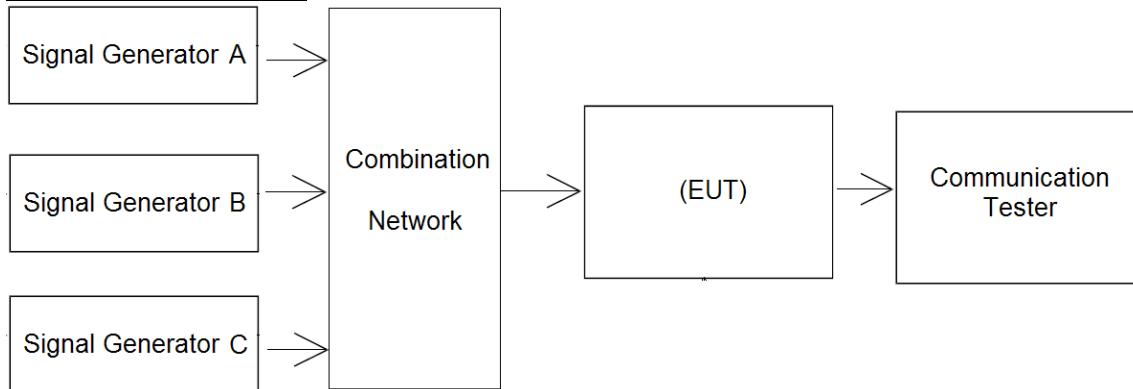 Signal Generator A
Signal Generator B
Signal Generator C
Combination
Network
(EUT)
Communication
Tester